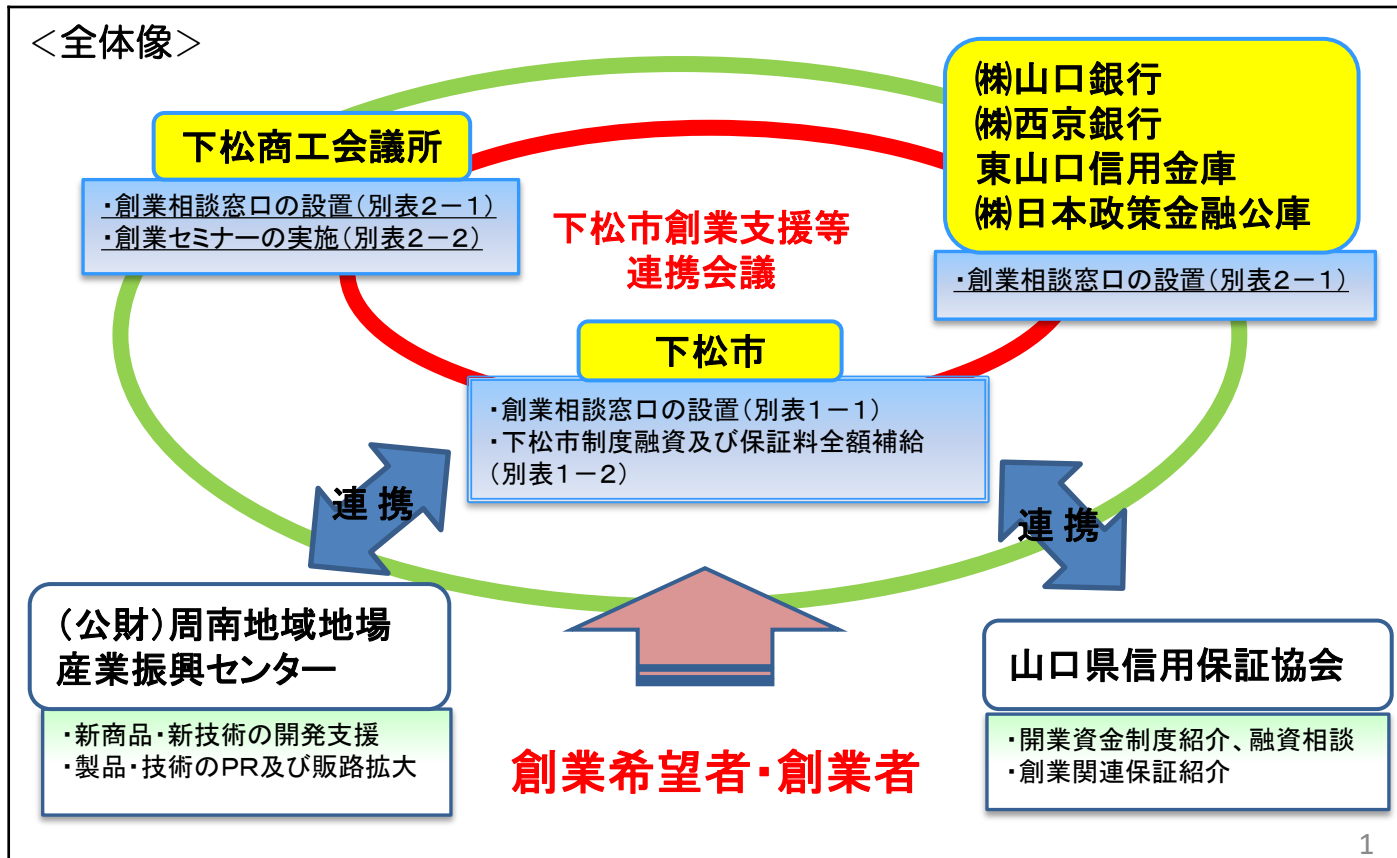 ＜全体像＞
下松商工会議所
・創業相談窓口の設置（別表２－１）
・創業セミナーの実施（別表２－２）
㈱山口銀行
㈱西京銀行
東山口信用金庫
㈱日本政策金融公庫
・創業相談窓口の設置（別表２－１）
下松市創業支援等
連携会議
下松市
・創業相談窓口の設置（別表１－１）
・下松市制度融資及び保証料全額補給
（別表１－２）
連 携
連 携
（公財）周南地域地場
産業振興センター
・新商品・新技術の開発支援
・製品・技術のPR及び販路拡大
山口県信用保証協会
・開業資金制度紹介、融資相談
・創業関連保証紹介
創業希望者・創業者
1